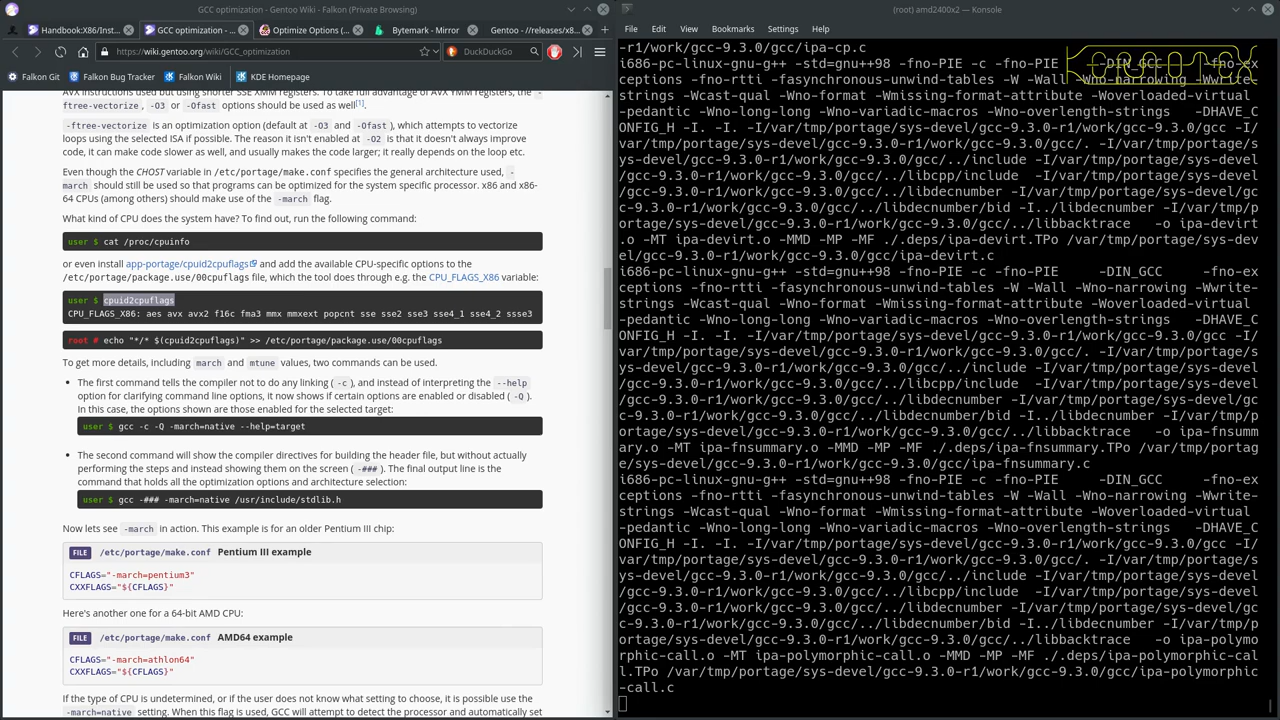 GCC optimization - Falkon (Private Browsing)
Handbook:X86/Inst
GCC optimization -
Optimize Options (
Bytemark - Mirror
Gentoo - //releases/x8
https://wiki.gentoo.org/wiki/GCC_optimization
DuckDuckGo
Falkon Git
Falkon Bug Tracker
Falkon Wiki
KDE Homepage
AVX instructions used but using shorter SSE XMM registers. To take full advantage of AVX YMM registers, the -
ftree-vectorize , -O3 or -Ofast options should be used as well[1].
-ftree-vectorize is an optimization option (default at -O3 and -Ofast), which attempts to vectorize
loops using the selected ISA if possible. The reason it isn't enabled at -O2 is that it doesn't always improve
code, it can make code slower as well, and usually makes the code larger; it really depends on the loop etc.
Even though the CHOST variable in /etc/portage/make.conf specifies the general architecture used, -
march should still be used so that programs can be optimized for the system specific processor. x86 and x86-
64 CPUs (among others) should make use of the -march flag.
What kind of CPU does the system have? To find out, run the following command:
user $ cat /proc/cpuinfo
or even install app-portage/cpuid2cpuflags and add the available CPU-specific options to the
/etc/portage/package.use/00cpuflags file, which the tool does through e.g. the CPU_FLAGS_X86 variable:
user $ cpuid2cpuflags
CPU_FLAGS_X86: aes avx avx2 f16c fma3 mmx mmxext popcnt sse sse2 sse3 sse4_1 sse4_2 ssse3
root # echo "*/* $(cpuid2cpuflags)" >> /etc/portage/package.use/00cpuflags
To get more details, including march and mtune values, two commands can be used.
• The first command tells the compiler not to do any linking ( -c ), and instead of interpreting the --help
option for clarifying command line options, it now shows if certain options are enabled or disabled ( -Q ).
In this case, the options shown are those enabled for the selected target:
user $ gcc -c -Q -march=native --help=target
• The second command will show the compiler directives for building the header file, but without actually
performing the steps and instead showing them on the screen ( -### ). The final output line is the
command that holds all the optimization options and architecture selection:
user $ gcc -### -march=native /usr/include/stdlib.h
Now lets see -march in action. This example is for an older Pentium III chip:
FILE /etc/portage/make.conf Pentium III example
CFLAGS="-march=pentium3"
CXXFLAGS="${CFLAGS}"
Here's another one for a 64-bit AMD CPU:
FILE /etc/portage/make.conf AMD64 example
CFLAGS="-march=athlon64"
CXXFLAGS="${CFLAGS}"
If the type of CPU is undetermined, or if the user does not know what setting to choose, it is possible use the
-march=native setting. When this flag is used, GCC will attempt to detect the processor and automatically set
(root) amd2400x2 — Konsole
File Edit View Bookmarks Settings Help
-r1/work/gcc-9.3.0/gcc/ipa-cp.c
i686-pc-linux-gnu-g++ -std=gnu++98 -fno-PIE -c -fno-PIE -DIN_GCC -fno-ex
ceptions -fno-rtti -fasynchronous-unwind-tables -W -Wall -Wno-narrowing -Wwrite-
strings -Wcast-qual -Wno-format -Wmissing-format-attribute -Woverloaded-virtual
-pedantic -Wno-long-long -Wno-variadic-macros -Wno-overlength-strings -DHAVE_C
ONFIG_H -I. -I. -I/var/tmp/portage/sys-devel/gcc-9.3.0-r1/work/gcc-9.3.0/gcc -I/
var/tmp/portage/sys-devel/gcc-9.3.0-r1/work/gcc-9.3.0/gcc/. -I/var/tmp/portage/s
ys-devel/gcc-9.3.0-r1/work/gcc-9.3.0/gcc/../include -I/var/tmp/portage/sys-devel
/gcc-9.3.0-r1/work/gcc-9.3.0/gcc/../libcpp/include -I/var/tmp/portage/sys-devel/
gcc-9.3.0-r1/work/gcc-9.3.0/gcc/../libdecnumber -I/var/tmp/portage/sys-devel/gcc
-9.3.0-r1/work/gcc-9.3.0/gcc/../libdecnumber/bid -I../libdecnumber -I/var/tmp/p
ortage/sys-devel/gcc-9.3.0-r1/work/gcc-9.3.0/gcc/../libbacktrace -o ipa-devirt
.o -MT ipa-devirt.o -MMD -MP -MF ./.deps/ipa-devirt.TPo /var/tmp/portage/sys-dev
el/gcc-9.3.0-r1/work/gcc-9.3.0/gcc/ipa-devirt.c
i686-pc-linux-gnu-g++ -std=gnu++98 -fno-PIE -c -fno-PIE -DIN_GCC -fno-ex
ceptions -fno-rtti -fasynchronous-unwind-tables -W -Wall -Wno-narrowing -Wwrite-
strings -Wcast-qual -Wno-format -Wmissing-format-attribute -Woverloaded-virtual
-pedantic -Wno-long-long -Wno-variadic-macros -Wno-overlength-strings -DHAVE_C
ONFIG_H -I. -I. -I/var/tmp/portage/sys-devel/gcc-9.3.0-r1/work/gcc-9.3.0/gcc -I/
var/tmp/portage/sys-devel/gcc-9.3.0-r1/work/gcc-9.3.0/gcc/. -I/var/tmp/portage/s
ys-devel/gcc-9.3.0-r1/work/gcc-9.3.0/gcc/../include -I/var/tmp/portage/sys-devel
/gcc-9.3.0-r1/work/gcc-9.3.0/gcc/../libcpp/include -I/var/tmp/portage/sys-devel/
gcc-9.3.0-r1/work/gcc-9.3.0/gcc/../libdecnumber -I/var/tmp/portage/sys-devel/gcc
-9.3.0-r1/work/gcc-9.3.0/gcc/../libdecnumber/bid -I../libdecnumber -I/var/tmp/p
ortage/sys-devel/gcc-9.3.0-r1/work/gcc-9.3.0/gcc/../libbacktrace -o ipa-fnsumm
ary.o -MT ipa-fnsummary.o -MMD -MP -MF ./.deps/ipa-fnsummary.TPo /var/tmp/portag
e/sys-devel/gcc-9.3.0-r1/work/gcc-9.3.0/gcc/ipa-fnsummary.c
i686-pc-linux-gnu-g++ -std=gnu++98 -fno-PIE -c -fno-PIE -DIN_GCC -fno-ex
ceptions -fno-rtti -fasynchronous-unwind-tables -W -Wall -Wno-narrowing -Wwrite-
strings -Wcast-qual -Wno-format -Wmissing-format-attribute -Woverloaded-virtual
-pedantic -Wno-long-long -Wno-variadic-macros -Wno-overlength-strings -DHAVE_C
ONFIG_H -I. -I. -I/var/tmp/portage/sys-devel/gcc-9.3.0-r1/work/gcc-9.3.0/gcc -I/
var/tmp/portage/sys-devel/gcc-9.3.0-r1/work/gcc-9.3.0/gcc/. -I/var/tmp/portage/s
ys-devel/gcc-9.3.0-r1/work/gcc-9.3.0/gcc/../include -I/var/tmp/portage/sys-devel
/gcc-9.3.0-r1/work/gcc-9.3.0/gcc/../libcpp/include -I/var/tmp/portage/sys-devel/
gcc-9.3.0-r1/work/gcc-9.3.0/gcc/../libdecnumber -I/var/tmp/portage/sys-devel/gcc
-9.3.0-r1/work/gcc-9.3.0/gcc/../libdecnumber/bid -I../libdecnumber -I/var/tmp/p
ortage/sys-devel/gcc-9.3.0-r1/work/gcc-9.3.0/gcc/../libbacktrace -o ipa-polymo
rphic-call.o -MT ipa-polymorphic-call.o -MMD -MP -MF ./.deps/ipa-polymorphic-cal
l.TPo /var/tmp/portage/sys-devel/gcc-9.3.0-r1/work/gcc-9.3.0/gcc/ipa-polymorphic
-call.c